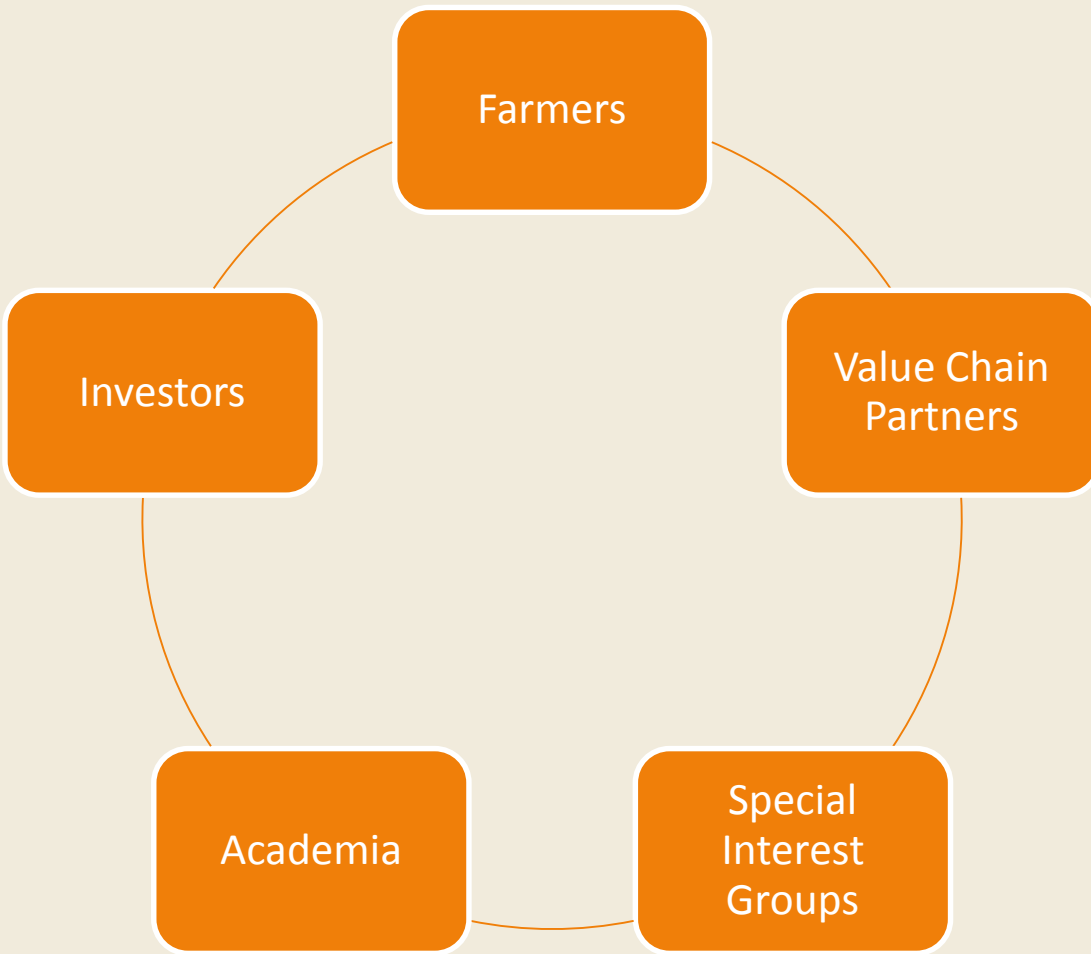 Farmers
Value Chain
Partners
Special
Interest
Groups
Academia
Investors